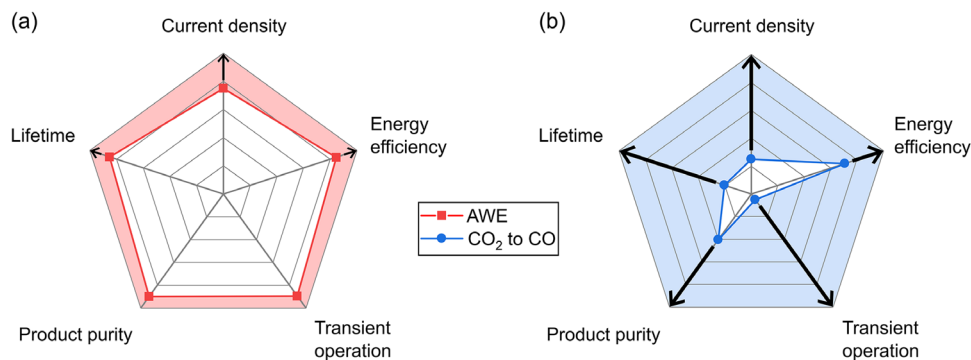 (a)
Current density
Lifetime
Energy
efficiency
Product purity
Transient
operation
AWE
CO₂ to CO
(b)
Current density
Lifetime
Energy
efficiency
Product purity
Transient
operation